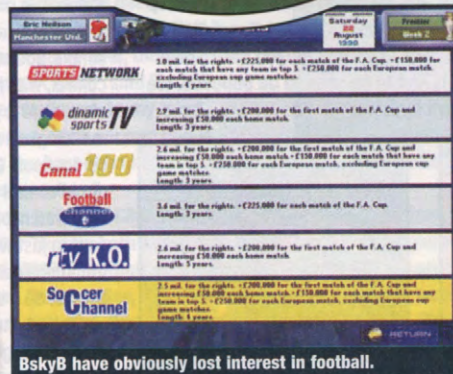 Eric Neilson
Manchester Utd.
Saturday
22
August
1998
Premier
Week 2
SPORTS NETWORK
3.0 mil. for the rights. + £225.000 for each match of the F.A. Cup. + £150.000 for
each match that have any team in top 5. + £250.000 for each European match.
excluding European cup game matches.
Length: 4 years.
dinamic
sports TV
2.9 mil. for the rights. + £200.000 for the first match of the F.A. Cup and
increasing £50.000 each home match.
Length: 3 years.
Canal 100
2.6 mil. for the rights. + £200.000 for the first match of the F.A. Cup and
increasing £50.000 each home match. + £150.000 for each match that have any
team in top 5. + £250.000 for each European match. excluding European cup
game matches.
Length: 3 years.
Football
channel
3.6 mil. for the rights. + £225.000 for each match of the F.A. Cup.
Length: 3 years.
rtv K.O.
2.6 mil. for the rights. + £200.000 for the first match of the F.A. Cup and
increasing £50.000 each home match.
Length: 5 years.
Soccer
Channel
2.5 mil. for the rights. + £200.000 for the first match of the F.A. Cup and
increasing £50.000 each home match. + £150.000 for each match that have any
team in top 5. + £250.000 for each European match. excluding European cup
game matches.
Length: 4 years.
RETURN
BskyB have obviously lost interest in football.